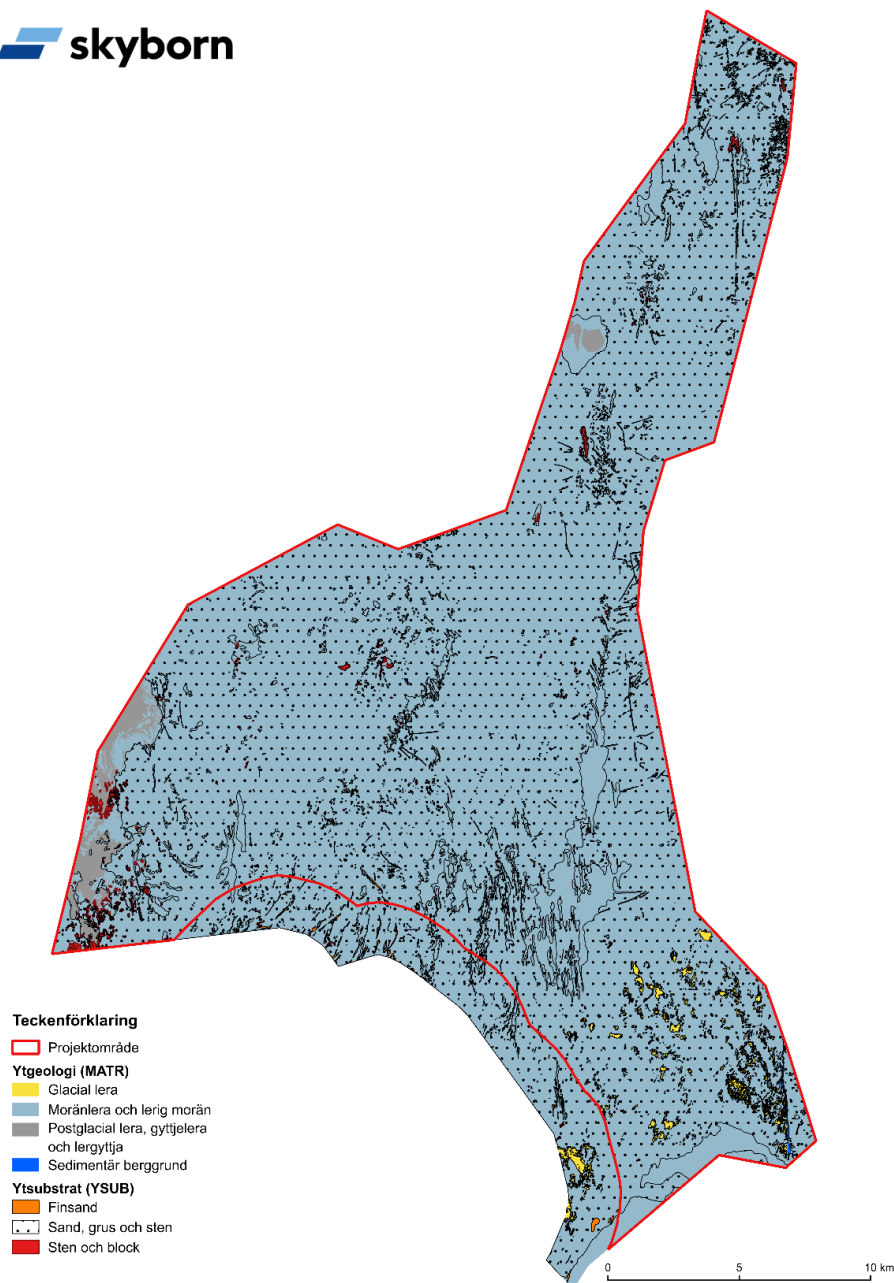 skyborn
Teckenförklaring
Projektområde
Ytgeologi (MATR)
Glacial lera
Moränlera och lerig morän
Postglacial lera, gyttjelera
och lergyttja
Sedimentär berggrund
Ytsubstrat (YSUB)
Finsand
Sand, grus och sten
Sten och block
0 5 10 km